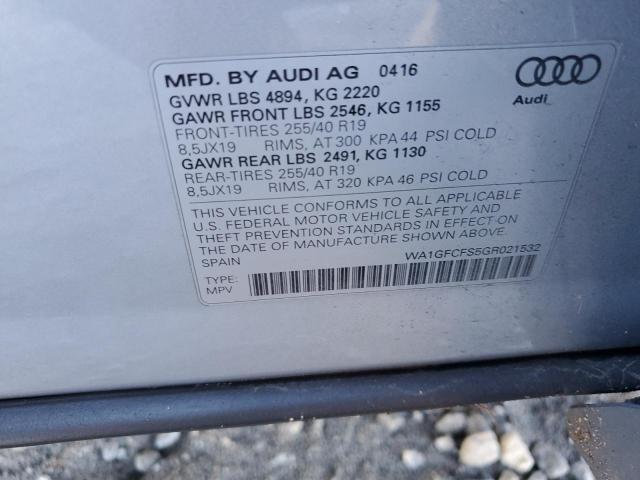 MFD. BY AUDI AG 0416
GVWR LBS 4894, KG 2220
GAWR FRONT LBS 2546, KG 1155
FRONT-TIRES 255/40 R19
8,5JX19 RIMS, AT 300 KPA 44 PSI COLD
GAWR REAR LBS 2491, KG 1130
REAR-TIRES 255/40 R19
8,5JX19 RIMS, AT 320 KPA 46 PSI COLD
Audi
THIS VEHICLE CONFORMS TO ALL APPLICABLE
U.S. FEDERAL MOTOR VEHICLE SAFETY AND
THEFT PREVENTION STANDARDS IN EFFECT ON
THE DATE OF MANUFACTURE SHOWN ABOVE.
SPAIN
WA1GFCFS5GR021532
TYPE:
MPV